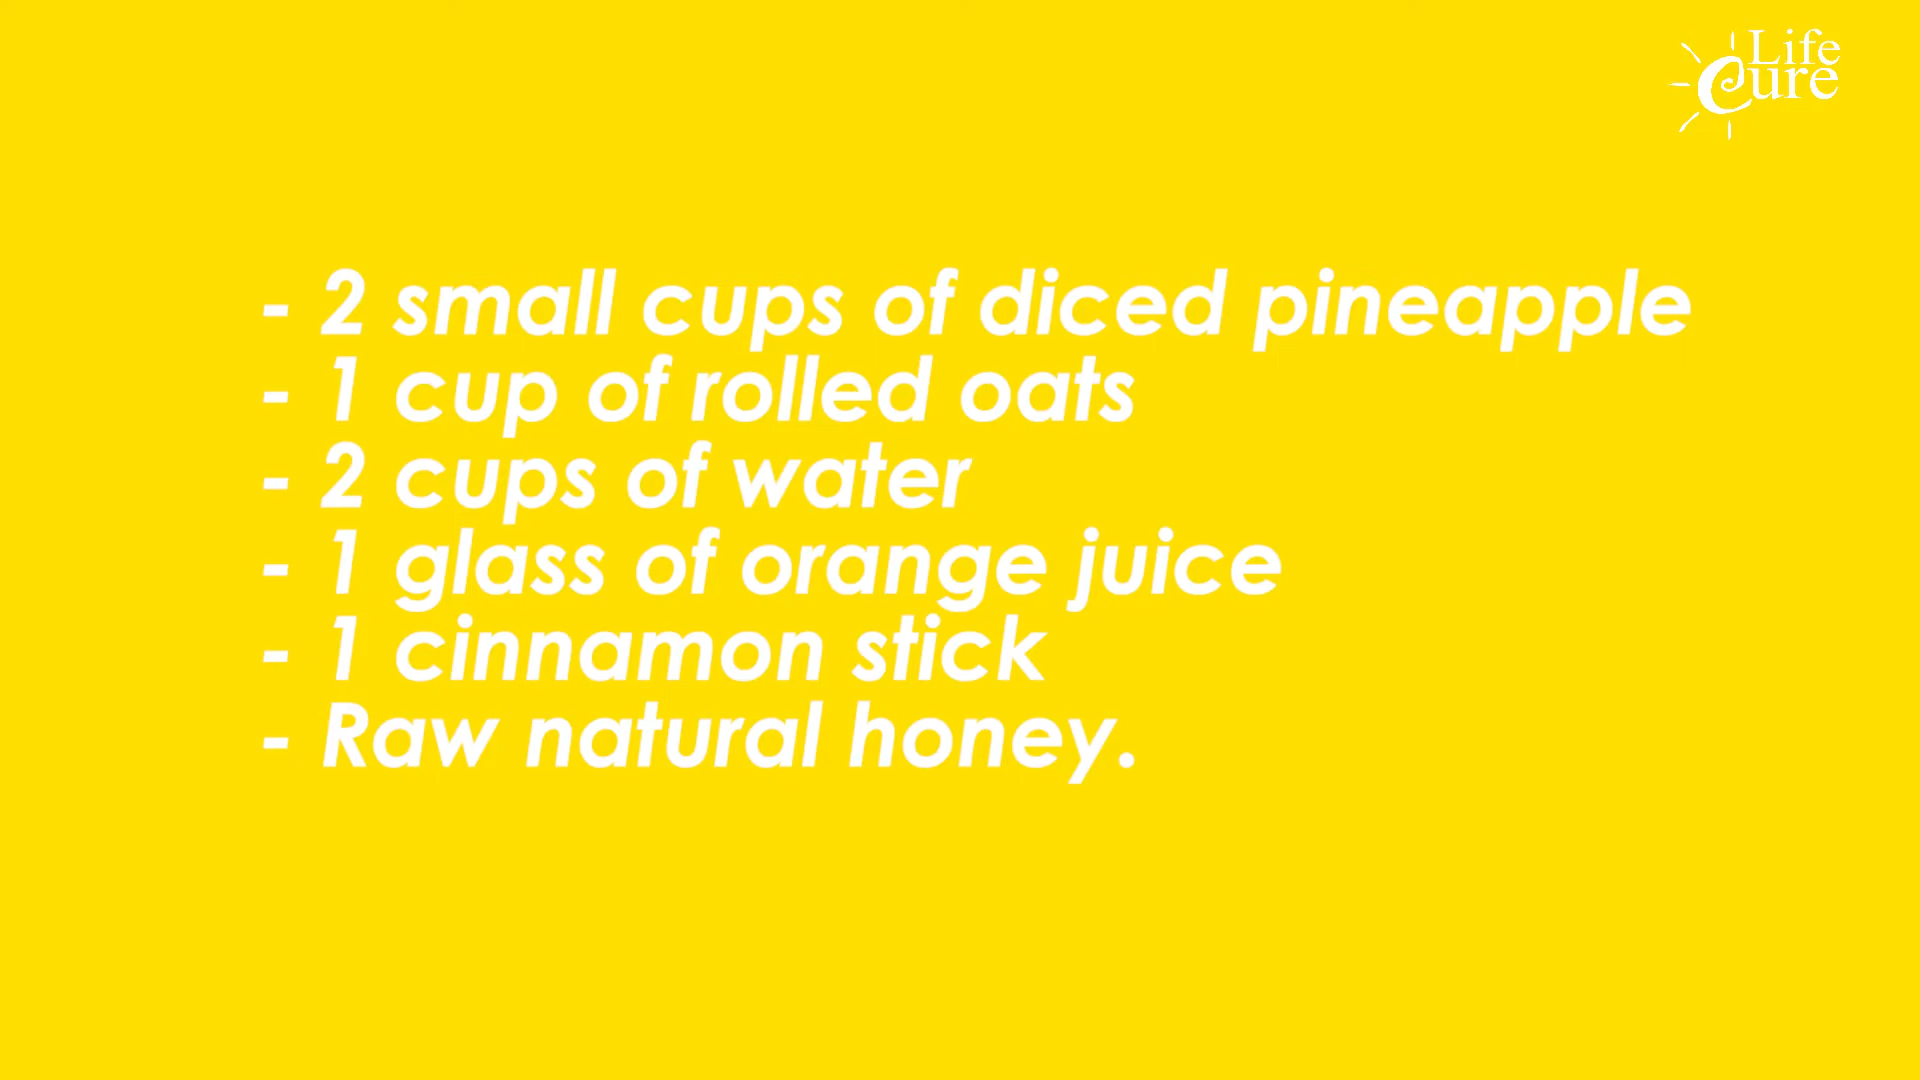 Life
Cure
- 2 small cups of diced pineapple
- 1 cup of rolled oats
- 2 cups of water
- 1 glass of orange juice
- 1 cinnamon stick
- Raw natural honey.